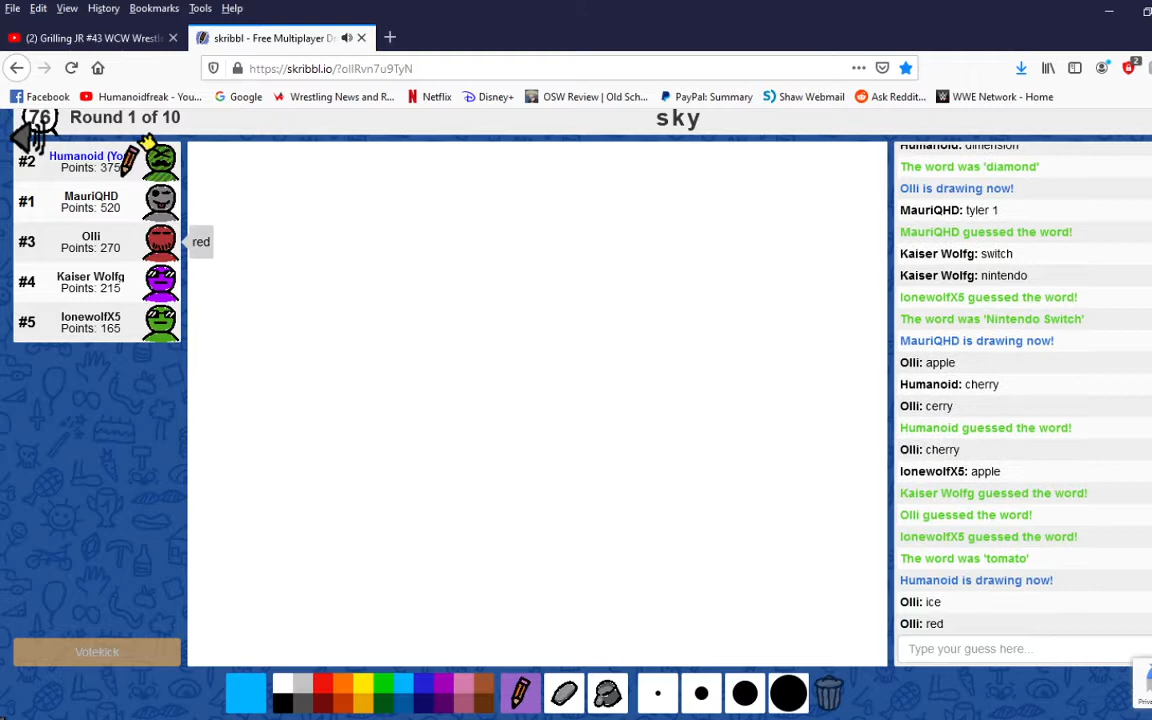 File Edit View History Bookmarks Tools Help
(2) Grilling JR #43 WCW Wrestl
skribbl - Free Multiplayer Dr
https://skribbl.io/?olIRvn7u9TyN
2
Facebook Humanoidfreak - You... Google Wrestling News and R... Netflix Disney+ OSW Review | Old Sch... PayPal: Summary Shaw Webmail Ask Reddit... WWE Network - Home
76 Round 1 of 10 sky
#2 Humanoid (You
Points: 375
#1 MauriQHD
Points: 520
#3 Olli
Points: 270
red
#4 Kaiser Wolfg
Points: 215
#5 lonewolfX5
Points: 165
Votekick
Humanoid: dimension
The word was 'diamond'
Olli is drawing now!
MauriQHD: tyler 1
MauriQHD guessed the word!
Kaiser Wolfg: switch
Kaiser Wolfg: nintendo
lonewolfX5 guessed the word!
The word was 'Nintendo Switch'
MauriQHD is drawing now!
Olli: apple
Humanoid: cherry
Olli: cerry
Humanoid guessed the word!
Olli: cherry
lonewolfX5: apple
Kaiser Wolfg guessed the word!
Olli guessed the word!
lonewolfX5 guessed the word!
The word was 'tomato'
Humanoid is drawing now!
Olli: ice
Olli: red
Type your guess here...